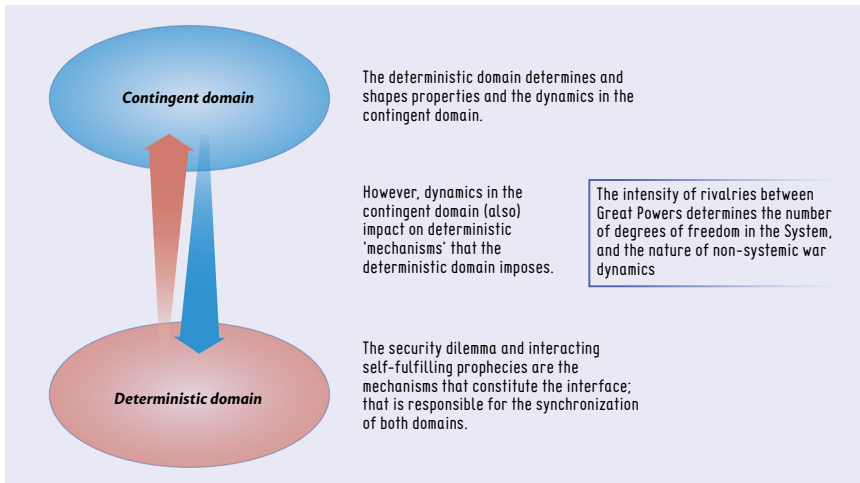 Contingent domain
The deterministic domain determines and
shapes properties and the dynamics in the
contingent domain.
However, dynamics in the
contingent domain (also)
impact on deterministic
'mechanisms' that the
deterministic domain imposes.
The intensity of rivalries between
Great Powers determines the number
of degrees of freedom in the System,
and the nature of non-systemic war
dynamics
The security dilemma and interacting
self-fulfilling prophecies are the
mechanisms that constitute the interface;
that is responsible for the synchronization
of both domains.
Deterministic domain